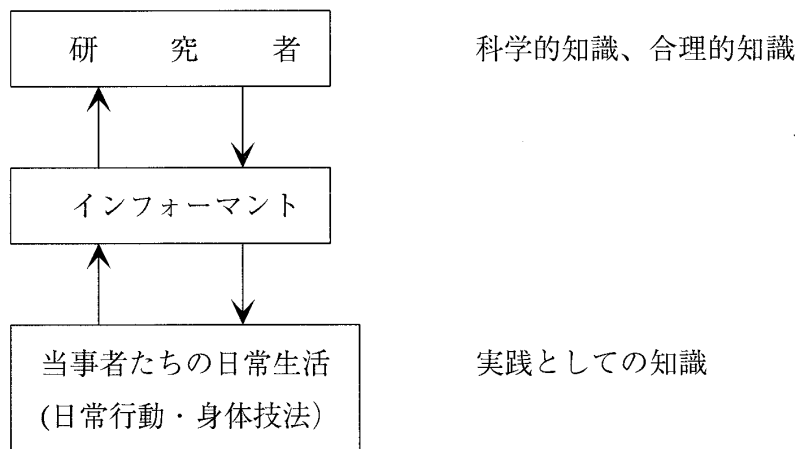 研究者 科学的知識、合理的知識
インフォーマント
当事者たちの日常生活 実践としての知識
(日常行動・身体技法)